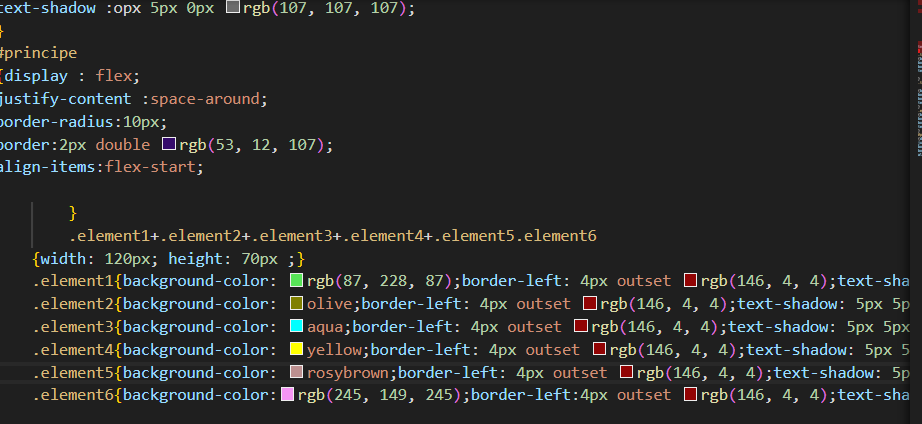 text-shadow :opx 5px 0px rgb(107, 107, 107);
}
#principe
{display : flex;
justify-content :space-around;
border-radius:10px;
border:2px double rgb(53, 12, 107);
align-items:flex-start;
}
.element1+.element2+.element3+.element4+.element5.element6
{width: 120px; height: 70px ;}
.element1{background-color: rgb(87, 228, 87);border-left: 4px outset rgb(146, 4, 4);text-sha
.element2{background-color: olive;border-left: 4px outset rgb(146, 4, 4);text-shadow: 5px 5p
.element3{background-color: aqua;border-left: 4px outset rgb(146, 4, 4);text-shadow: 5px 5px
.element4{background-color: yellow;border-left: 4px outset rgb(146, 4, 4);text-shadow: 5px 5
.element5{background-color: rosybrown;border-left: 4px outset rgb(146, 4, 4);text-shadow: 5p
.element6{background-color: rgb(245, 149, 245);border-left:4px outset rgb(146, 4, 4);text-sha